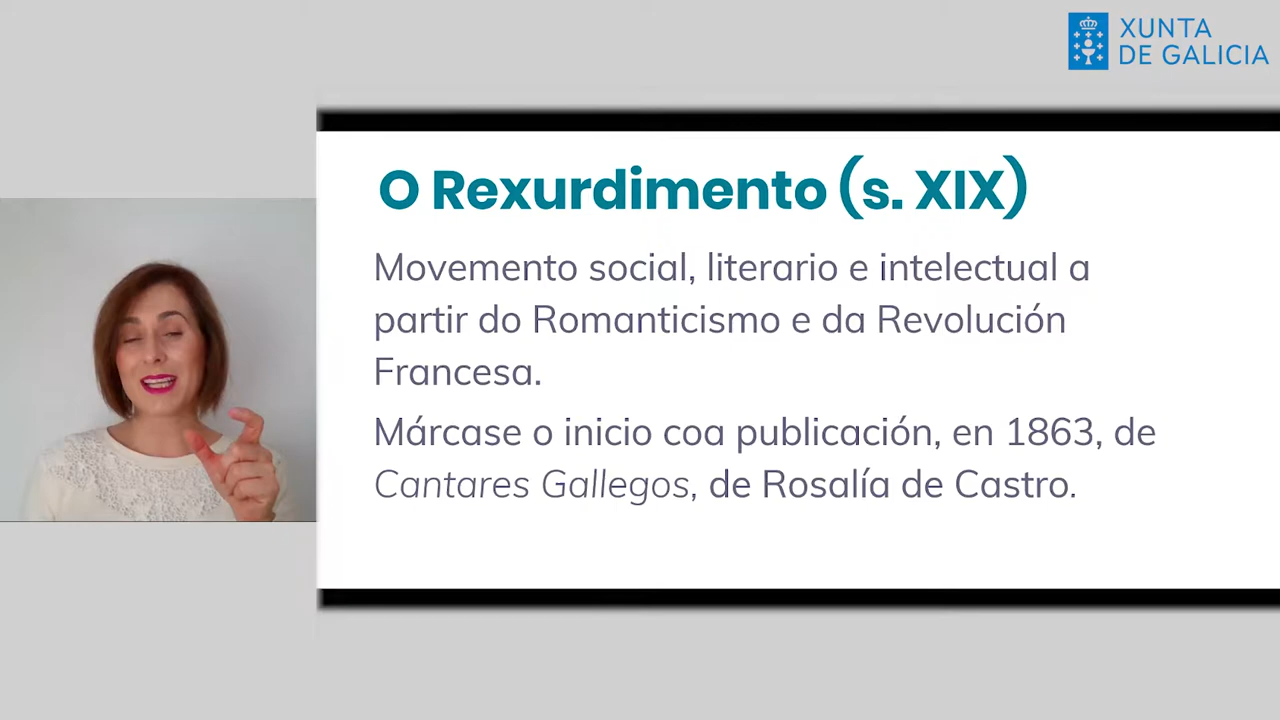 XUNTA
DE GALICIA
O Rexurdimento (s. XIX)
Movemento social, literario e intelectual a
partir do Romanticismo e da Revolución
Francesa.
Márcase o inicio coa publicación, en 1863, de
Cantares Gallegos, de Rosalía de Castro.